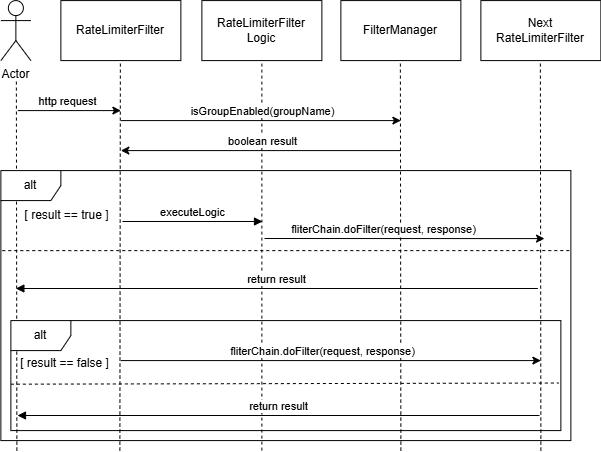 RateLimiterFilter
RateLimiterFilter
Logic
FilterManager
Next
RateLimiterFilter
Actor
http request
isGroupEnabled(groupName)
boolean result
alt
[ result == true ]
executeLogic
fliterChain.doFilter(request, response)
return result
alt
[ result == false ]
fliterChain.doFilter(request, response)
return result